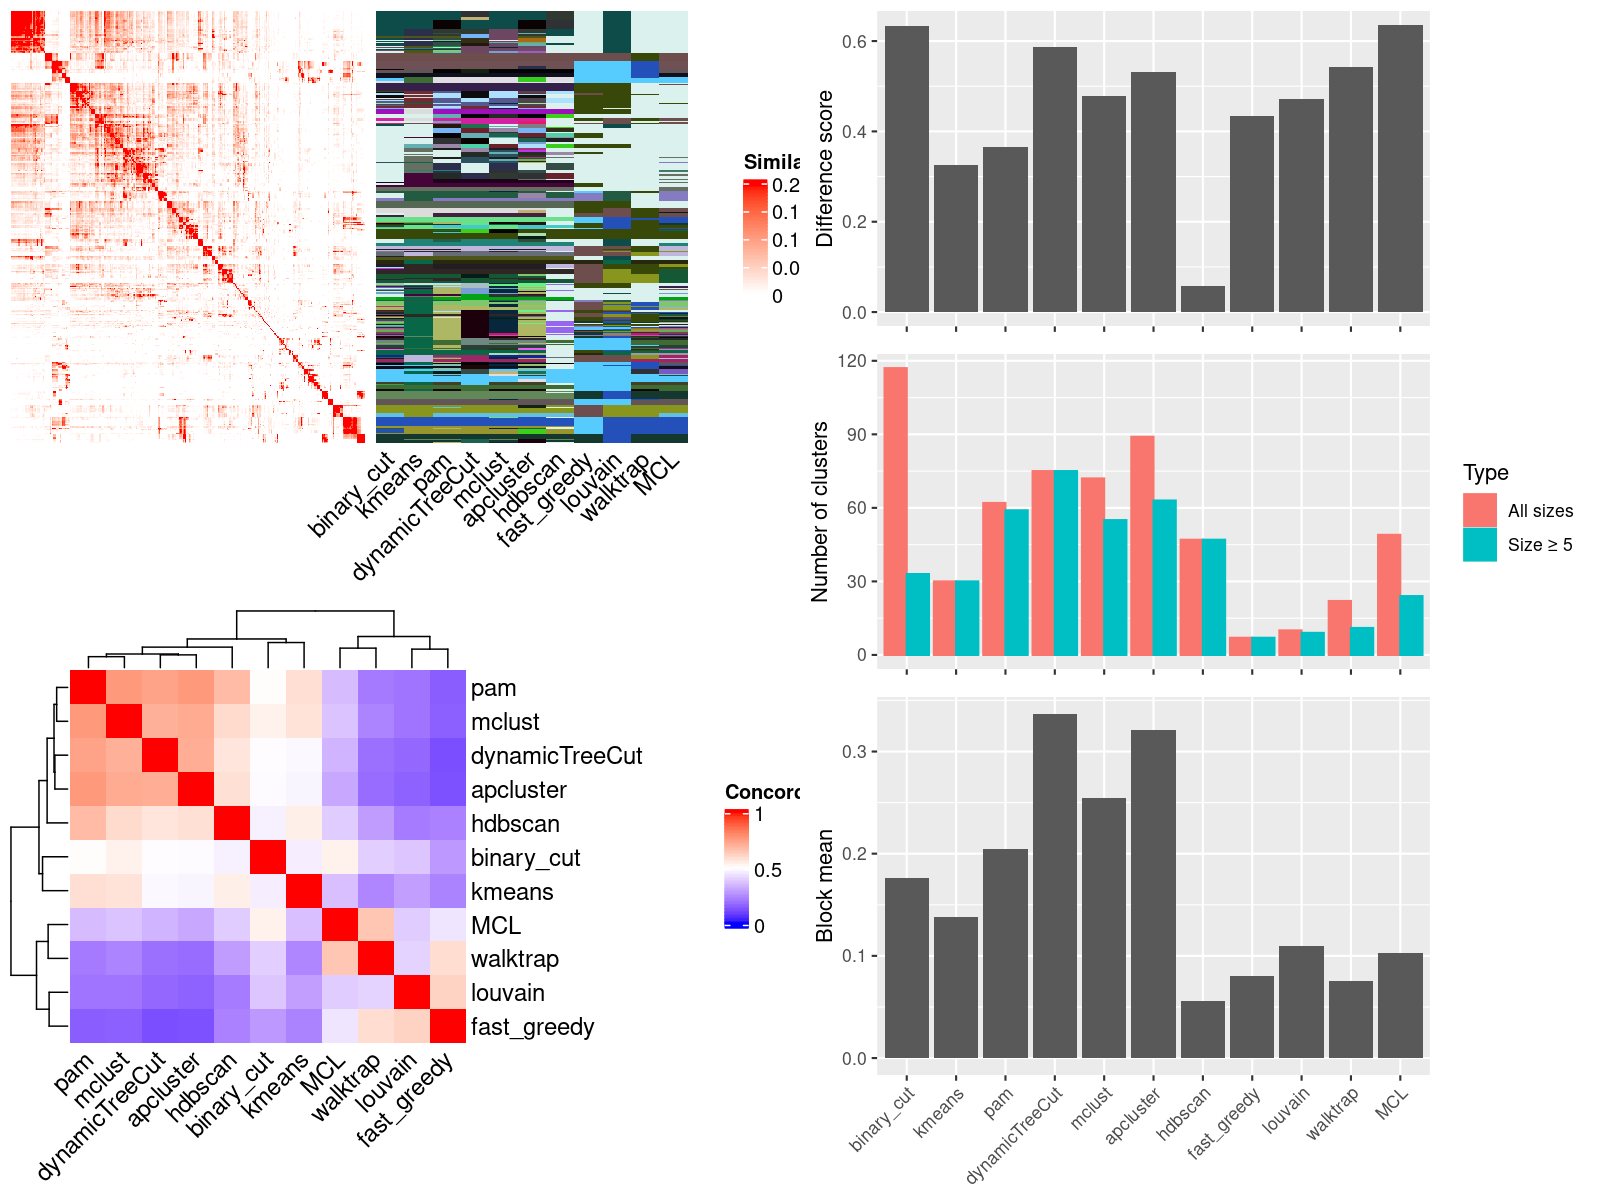 Simila
0.2
0.1
0.1
0.0
0
binary_cut
kmeans
pam
dynamicTreeCut
mclust
apcluster
hdbscan
fast_greedy
louvain
walktrap
MCL
pam
mclust
dynamicTreeCut
apcluster
hdbscan
binary_cut
kmeans
MCL
walktrap
louvain
fast_greedy
pam
mclust
dynamicTreeCut
apcluster
hdbscan
binary_cut
kmeans
MCL
walktrap
louvain
fast_greedy
Concord
1
0.5
0
Difference score
0.6
0.4
0.2
0.0
Number of clusters
120
90
60
30
0
Type
All sizes
Size ≥ 5
Block mean
0.3
0.2
0.1
0.0
binary_cut
kmeans
pam
dynamicTreeCut
mclust
apcluster
hdbscan
fast_greedy
louvain
walktrap
MCL